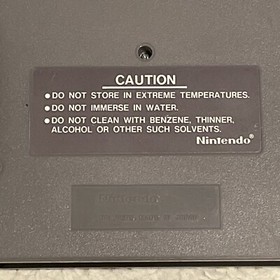 CAUTION
●DO NOT STORE IN EXTREME TEMPERATURES.
●DO NOT IMMERSE IN WATER.
●DO NOT CLEAN WITH BENZENE, THINNER,
ALCOHOL OR OTHER SUCH SOLVENTS.
Nintendo®